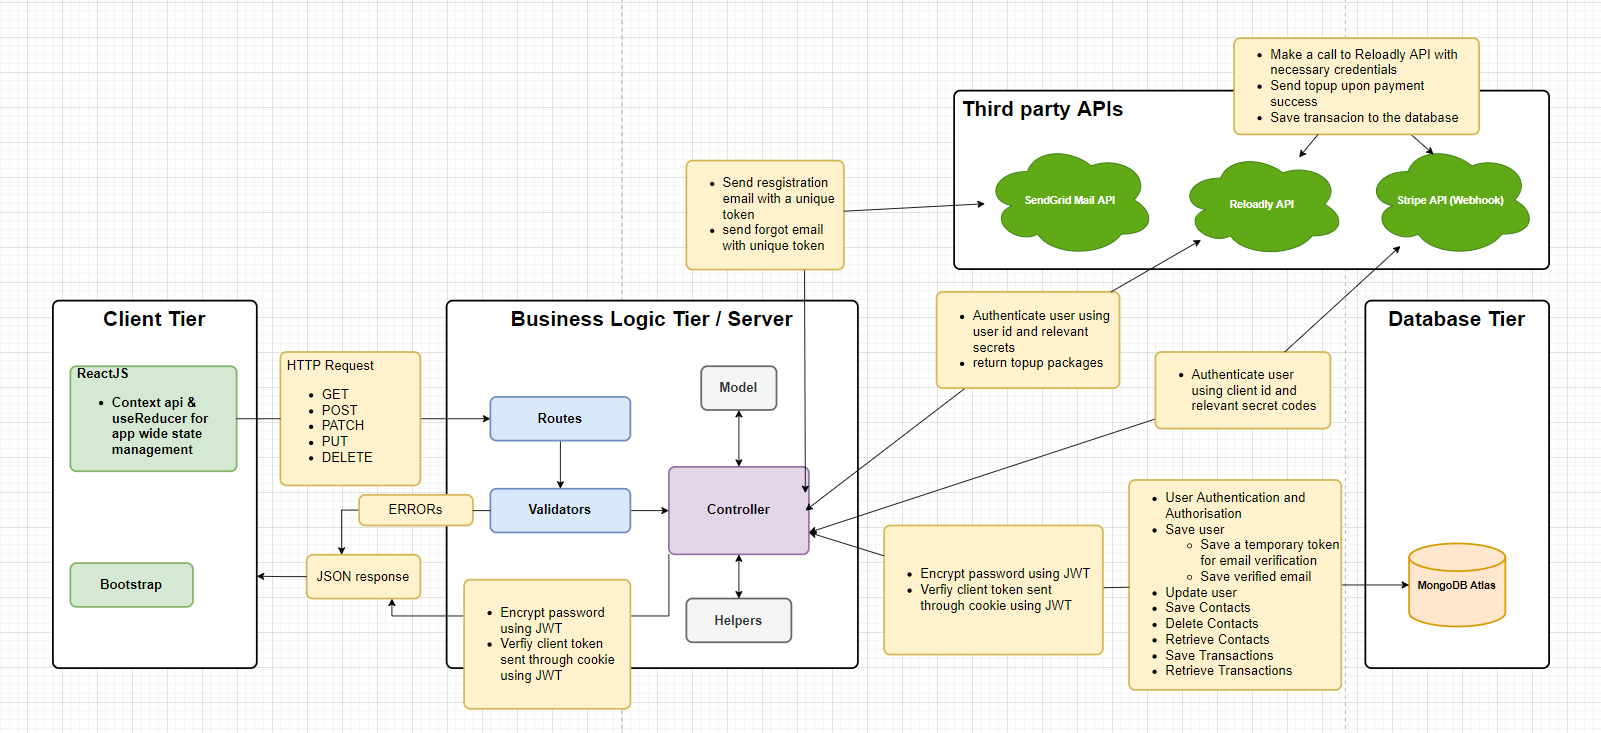 Make a call to Reloadly API with
necessary credentials
Send topup upon payment
success
Save transacion to the database
Third party APIs
SendGrid Mail API
Reloadly API
Stripe API (Webhook)
Send resgistration
email with a unique
token
send forgot email
with unique token
Client Tier
ReactJS
Context api &
useReducer for
app wide state
management
Bootstrap
HTTP Request
GET
POST
PATCH
PUT
DELETE
ERRORs
JSON response
Business Logic Tier / Server
Routes
Validators
Model
Controller
Helpers
Encrypt password
using JWT
Verfiy client token
sent through cookie
using JWT
Authenticate user using
user id and relevant
secrets
return topup packages
Authenticate user
using client id and
relevant secret codes
Encrypt password using JWT
Verfiy client token sent
through cookie using JWT
User Authentication and
Authorisation
Save user
Save a temporary token
for email verification
Save verified email
Update user
Save Contacts
Delete Contacts
Retrieve Contacts
Save Transactions
Retrieve Transactions
Database Tier
MongoDB Atlas